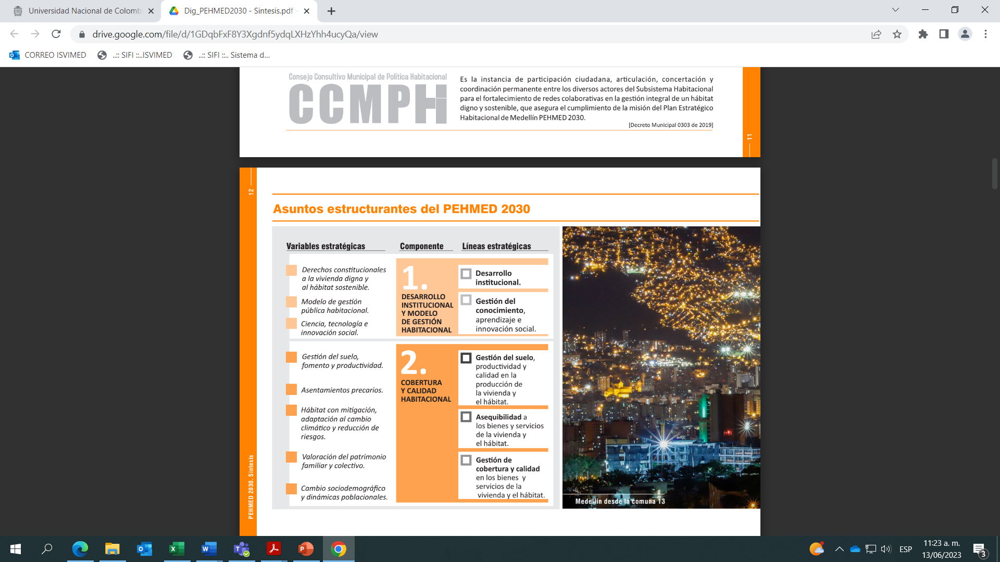 Universidad Nacional de Colomb
Dig_PEHMED2030 - Sintesis.pdf -
drive.google.com/file/d/1GDqbFxF8Y3Xgdnf5ydqLXHzYhh4ucyQa/view
CORREO ISVIMED
..:: SIFI ::..ISVIMED
..:: SIFI ::.. Sistema d...
Consejo Consultivo Municipal de Política Habitacional
CCMPH
Es la instancia de participación ciudadana, articulación, concertación y
coordinación permanente entre los diversos actores del Subsistema Habitacional
para el fortalecimiento de redes colaborativas en la gestión integral de un hábitat
digno y sostenible, que asegura el cumplimiento de la misión del Plan Estratégico
Habitacional de Medellín PEHMED 2030.
[Decreto Municipal 0303 de 2019]
11
12
Asuntos estructurantes del PEHMED 2030
Variables estratégicas
Derechos constitucionales
a la vivienda digna y
al hábitat sostenible.
Modelo de gestión
pública habitacional.
Ciencia, tecnología e
innovación social.
Gestión del suelo,
fomento y productividad.
Asentamientos precarios.
Hábitat con mitigación,
adaptación al cambio
climático y reducción de
riesgos.
Valoración del patrimonio
familiar y colectivo.
Cambio sociodemográfico
y dinámicas poblacionales.
Componente
1.
DESARROLLO
INSTITUCIONAL
Y MODELO
DE GESTIÓN
HABITACIONAL
2.
COBERTURA
Y CALIDAD
HABITACIONAL
Líneas estratégicas
Desarrollo
institucional.
Gestión del
conocimiento,
aprendizaje e
innovación social.
Gestión del suelo,
productividad y
calidad en la
producción de
la vivienda y
el hábitat.
Asequibilidad a
los bienes y servicios
de la vivienda y
el hábitat.
Gestión de
cobertura y calidad
en los bienes y
servicios de la
vivienda y el hábitat.
Medellín desde la comuna 13
PEHMED 2030. Síntesis
ESP
11:23 a. m.
13/06/2023
3